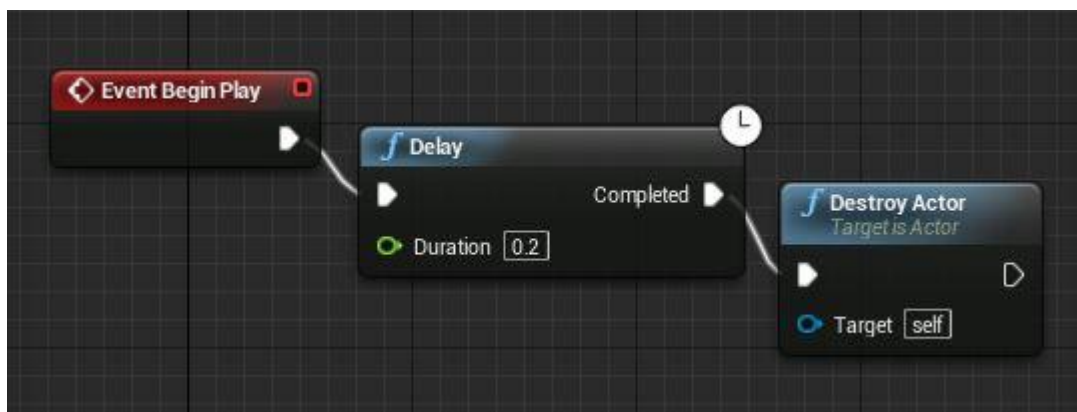 Event Begin Play
Delay
Completed
Duration 0.2
Destroy Actor
Target is Actor
Target self